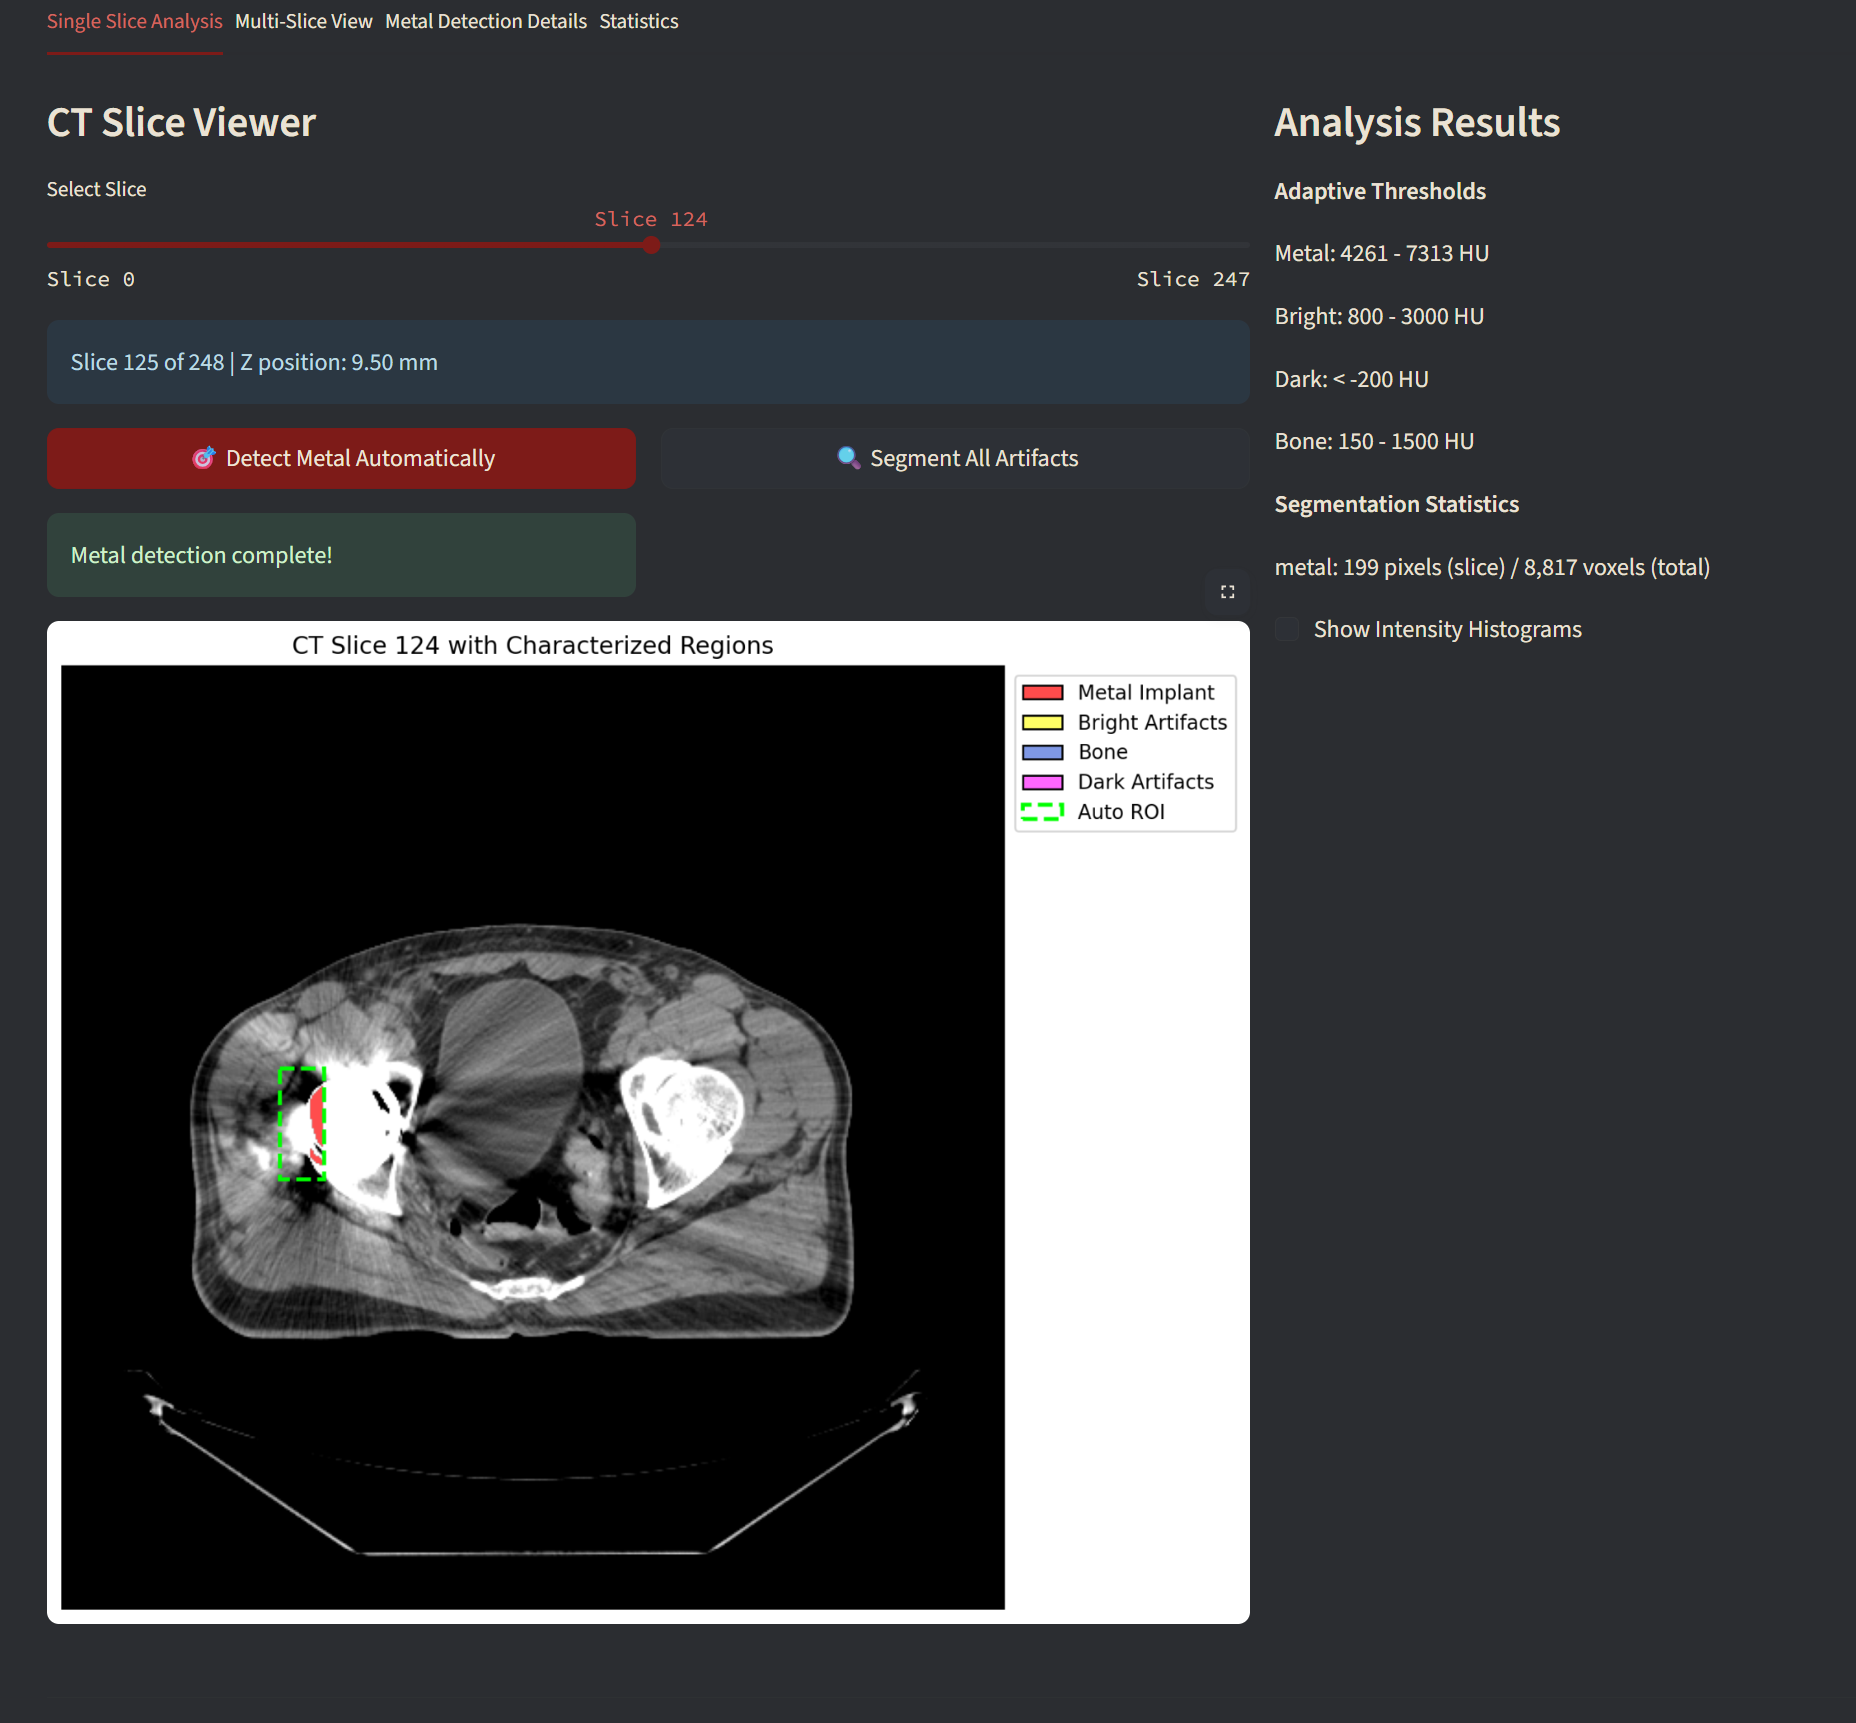 Single Slice Analysis Multi-Slice View Metal Detection Details Statistics
CT Slice Viewer
Select Slice
Slice 124
Slice 0
Slice 247
Slice 125 of 248 | Z position: 9.50 mm
🎯 Detect Metal Automatically
🔍 Segment All Artifacts
Metal detection complete!
CT Slice 124 with Characterized Regions
Metal Implant
Bright Artifacts
Bone
Dark Artifacts
Auto ROI
Analysis Results
Adaptive Thresholds
Metal: 4261 - 7313 HU
Bright: 800 - 3000 HU
Dark: < -200 HU
Bone: 150 - 1500 HU
Segmentation Statistics
metal: 199 pixels (slice) / 8,817 voxels (total)
Show Intensity Histograms